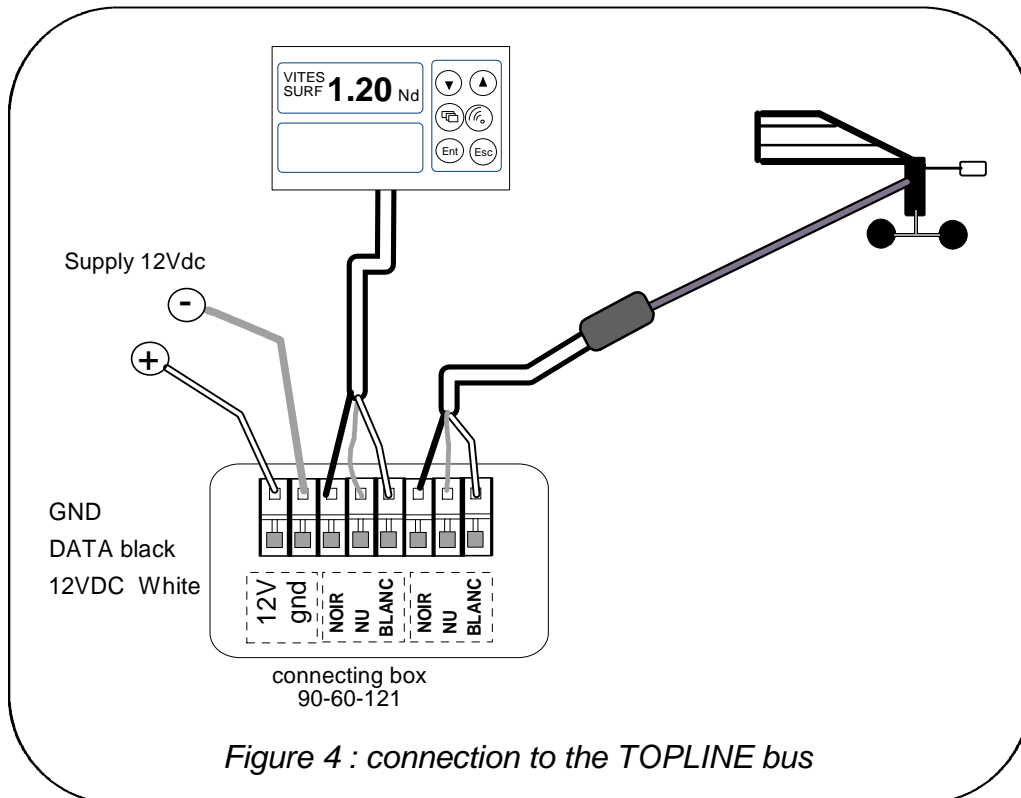 VITES
SURF 1.20 Nd
Ent Esc
Supply 12Vdc
-
+
GND
DATA black
12VDC White
12V
gnd
NOIR
NU
BLANC
NOIR
NU
BLANC
connecting box
90-60-121
Figure 4 : connection to the TOPLINE bus